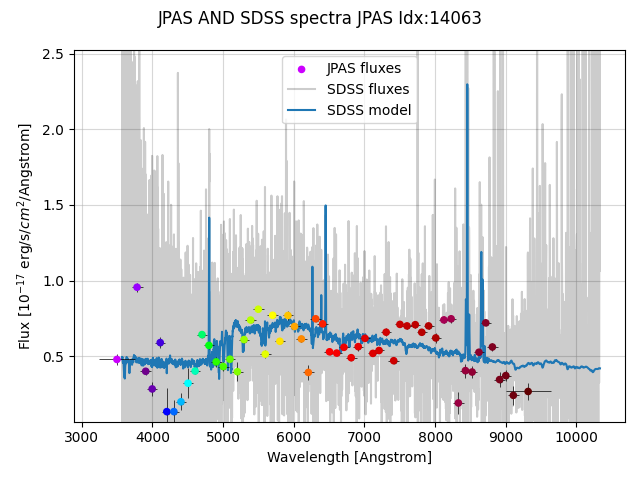 JPAS AND SDSS spectra JPAS Idx:14063
JPAS fluxes
SDSS fluxes
SDSS model
Flux [10⁻¹⁷ erg/s/cm²/Angstrom]
2.5
2.0
1.5
1.0
0.5
3000 4000 5000 6000 7000 8000 9000 10000
Wavelength [Angstrom]